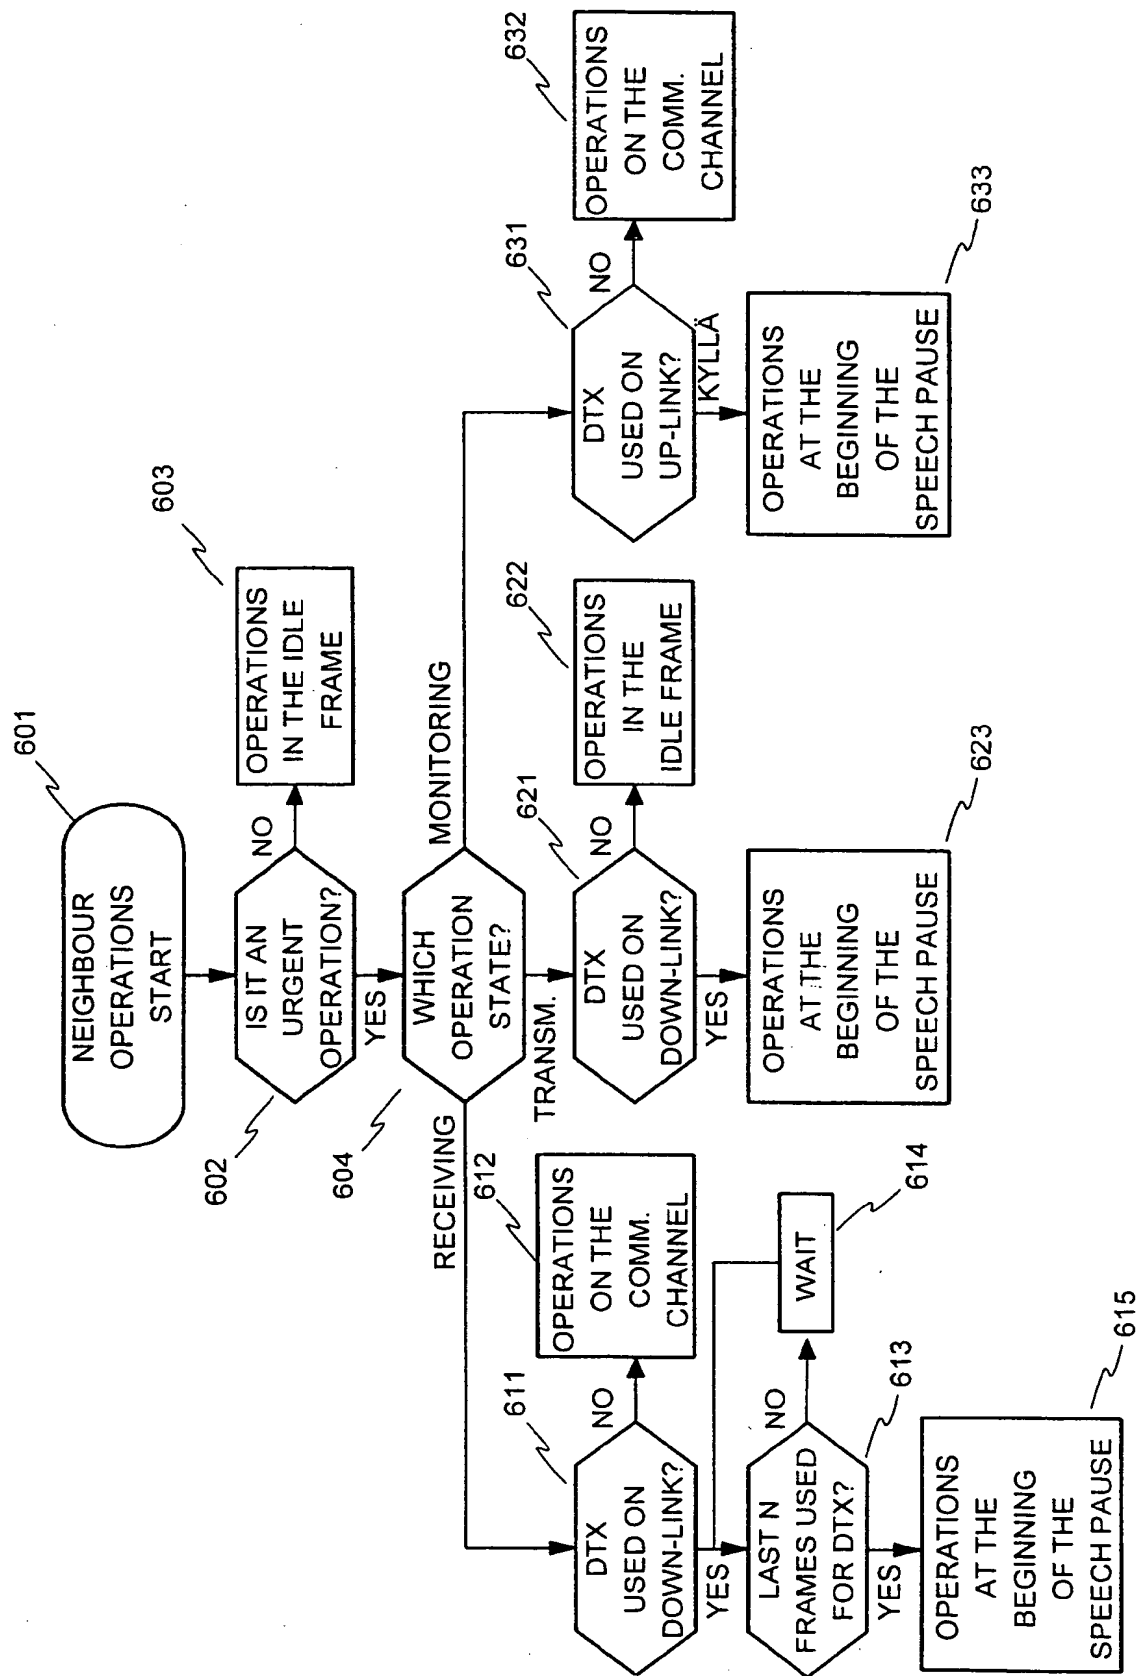 601
NEIGHBOUR
OPERATIONS
START
602
IS IT AN
URGENT
OPERATION?
NO
603
OPERATIONS
IN THE IDLE
FRAME
YES
604
WHICH
OPERATION
STATE?
RECEIVING
TRANSM.
MONITORING
611
DTX
USED ON
DOWN-LINK?
NO
612
OPERATIONS
ON THE
COMM.
CHANNEL
YES
613
LAST N
FRAMES USED
FOR DTX?
NO
614
WAIT
YES
615
OPERATIONS
AT THE
BEGINNING
OF THE
SPEECH PAUSE
621
DTX
USED ON
DOWN-LINK?
NO
622
OPERATIONS
IN THE
IDLE FRAME
YES
623
OPERATIONS
AT THE
BEGINNING
OF THE
SPEECH PAUSE
631
DTX
USED ON
UP-LINK?
NO
632
OPERATIONS
ON THE
COMM.
CHANNEL
KYLLÄ
633
OPERATIONS
AT THE
BEGINNING
OF THE
SPEECH PAUSE